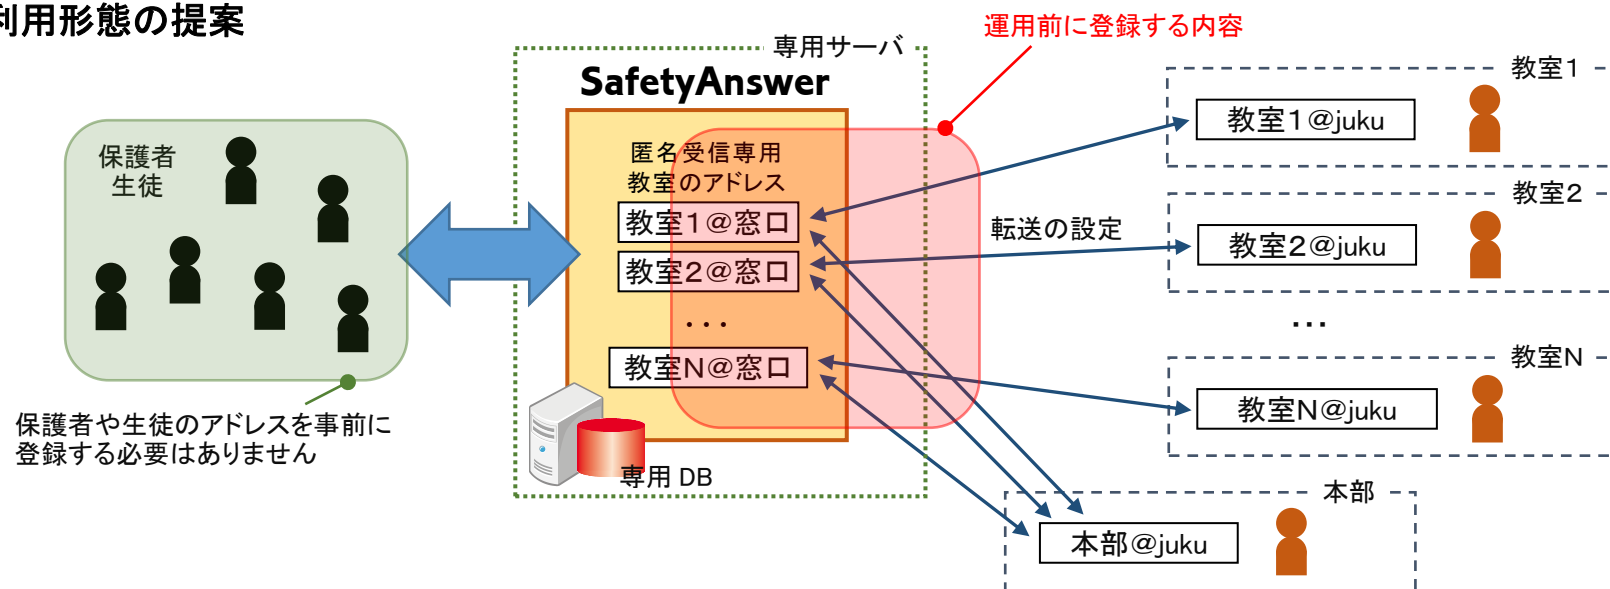 利用形態の提案
運用前に登録する内容
専用サーバ
SafetyAnswer
保護者
生徒
匿名受信専用
教室のアドレス
教室1@窓口
教室2@窓口
・・・
教室N@窓口
専用 DB
転送の設定
教室1
教室1@juku
教室2
教室2@juku
・・・
教室N
教室N@juku
本部
本部@juku
保護者や生徒のアドレスを事前に
登録する必要はありません